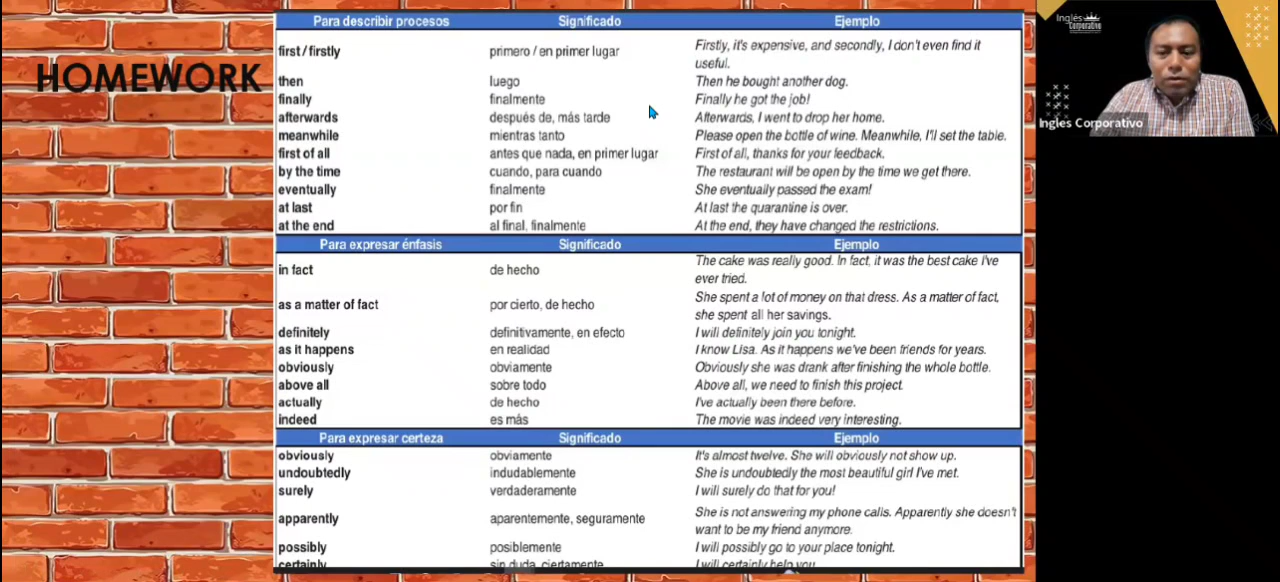 HOMEWORK
Para describir procesos Significado Ejemplo
first / firstly primero / en primer lugar Firstly, it's expensive, and secondly, I don't even find it
useful.
then luego Then he bought another dog.
finally finalmente Finally he got the job!
afterwards después de, más tarde Afterwards, I went to drop her home.
meanwhile mientras tanto Please open the bottle of wine. Meanwhile, I'll set the table.
first of all antes que nada, en primer lugar First of all, thanks for your feedback.
by the time cuando, para cuando The restaurant will be open by the time we get there.
eventually finalmente She eventually passed the exam!
at last por fin At last the quarantine is over.
at the end al final, finalmente At the end, they have changed the restrictions.
Para expresar énfasis Significado Ejemplo
in fact de hecho The cake was really good. In fact, it was the best cake I've
ever tried.
as a matter of fact por cierto, de hecho She spent a lot of money on that dress. As a matter of fact,
she spent all her savings.
definitely definitivamente, en efecto I will definitely join you tonight.
as it happens en realidad I know Lisa. As it happens we've been friends for years.
obviously obviamente Obviously she was drank after finishing the whole bottle.
above all sobre todo Above all, we need to finish this project.
actually de hecho I've actually been there before.
indeed es más The movie was indeed very interesting.
Para expresar certeza Significado Ejemplo
obviously obviamente It's almost twelve. She will obviously not show up.
undoubtedly indudablemente She is undoubtedly the most beautiful girl I've met.
surely verdaderamente I will surely do that for you!
apparently aparentemente, seguramente She is not answering my phone calls. Apparently she doesn't
want to be my friend anymore.
possibly posiblemente I will possibly go to your place tonight.
certainly sin duda, ciertamente I will certainly help you
Inglés
Corporativo
Ingles Corporativo